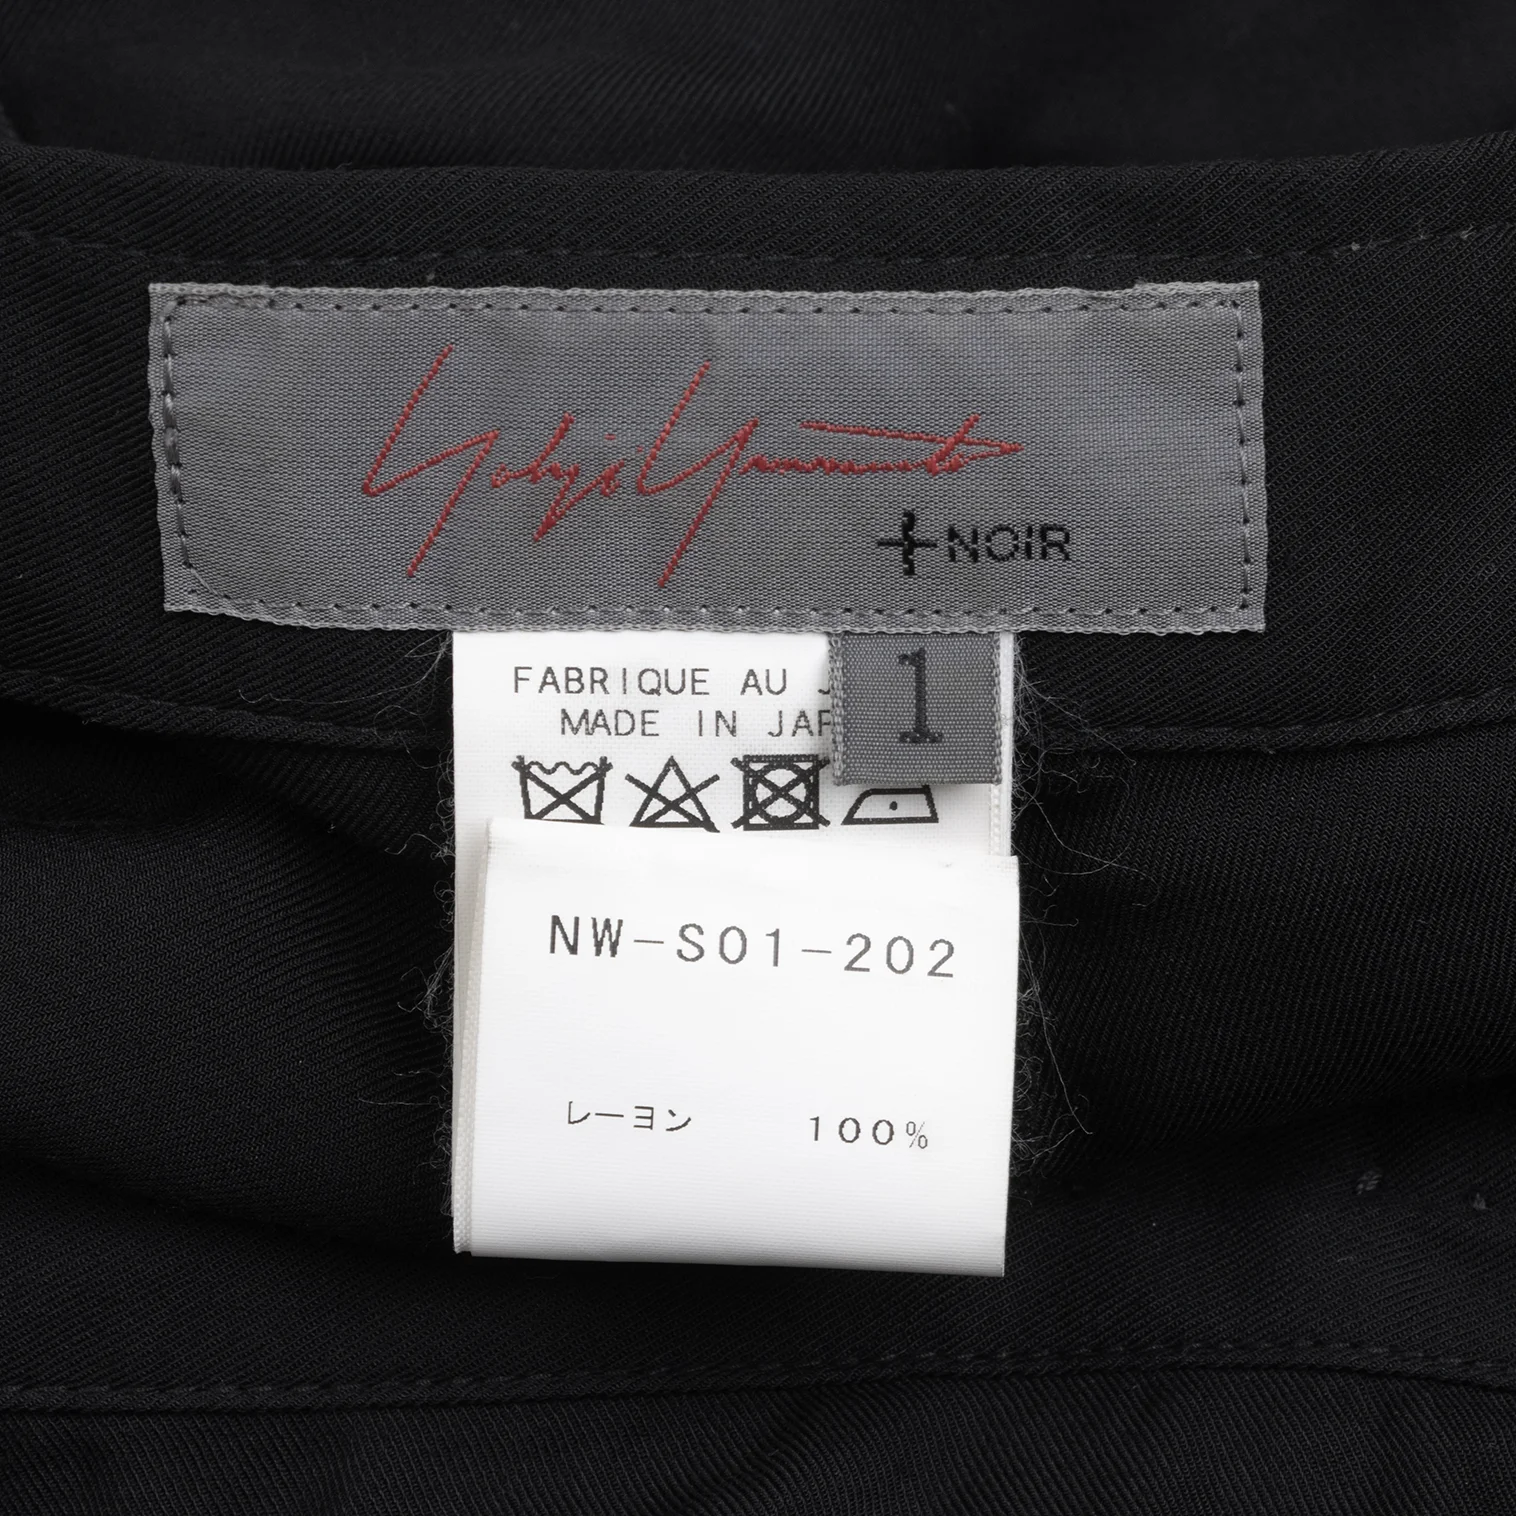 Yohji Yamamoto
+NOIR
1
FABRIQUE AU J
MADE IN JAP
NW-S01-202
レーヨン 100%